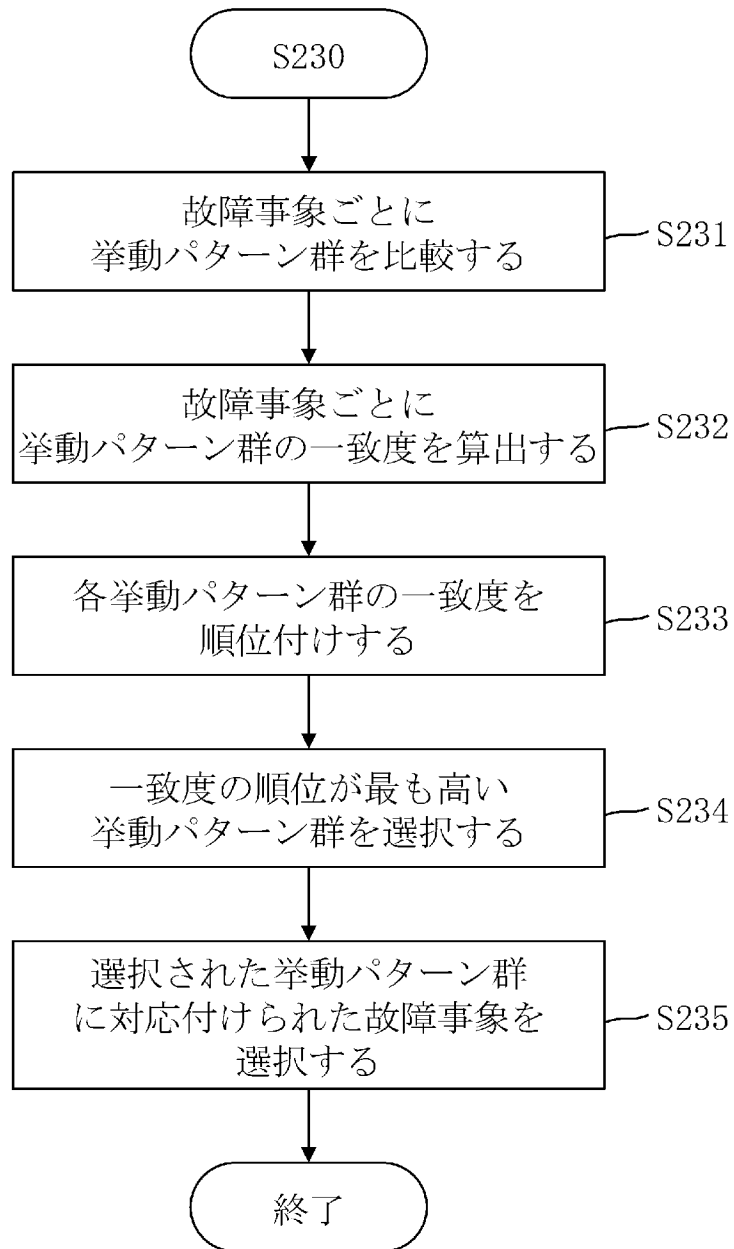 S230
故障事象ごとに
挙動パターン群を比較する
S231
故障事象ごとに
挙動パターン群の一致度を算出する
S232
各挙動パターン群の一致度を
順位付けする
S233
一致度の順位が最も高い
挙動パターン群を選択する
S234
選択された挙動パターン群
に対応付けられた故障事象を
選択する
S235
終了